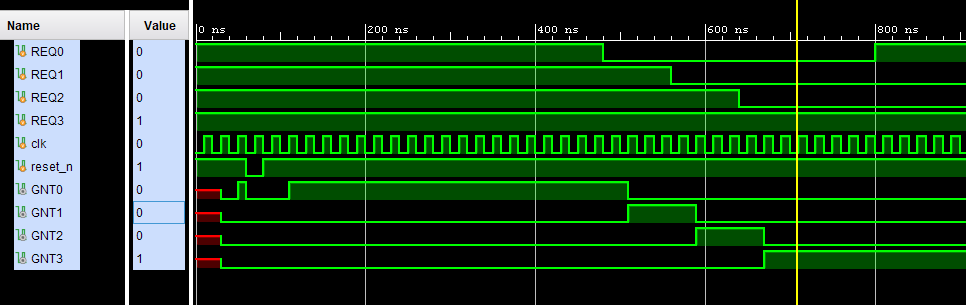 Name Value
0 ns 200 ns 400 ns 600 ns 800 ns
REQ0 0
REQ1 0
REQ2 0
REQ3 1
clk 0
reset_n 1
GNT0 0
GNT1 0
GNT2 0
GNT3 1